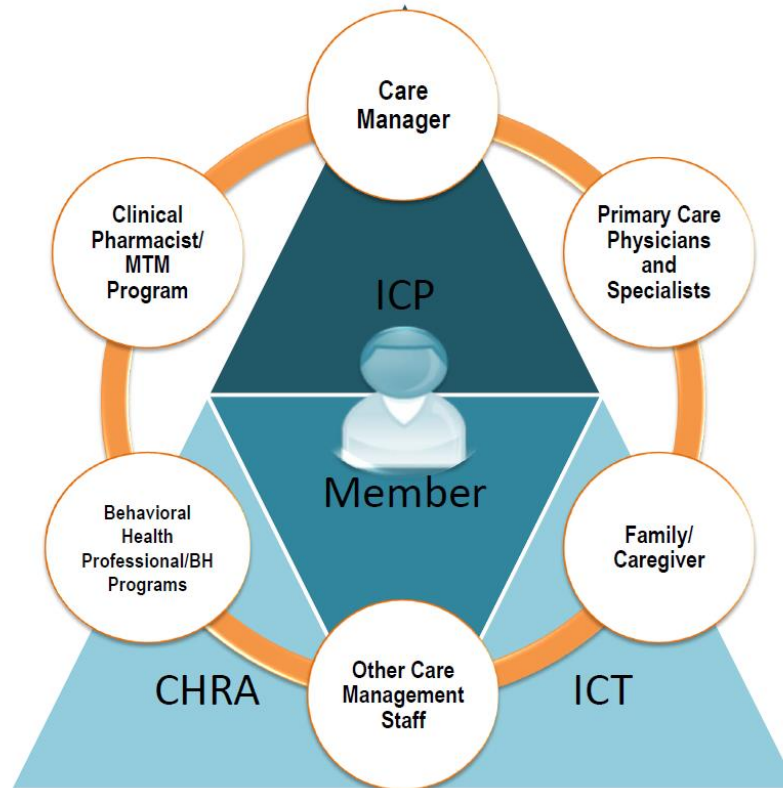 Care
Manager
Clinical
Pharmacist/
MTM
Program
Primary Care
Physicians
and
Specialists
ICP
Member
Behavioral
Health
Professional/BH
Programs
Family/
Caregiver
CHRA
Other Care
Management
Staff
ICT